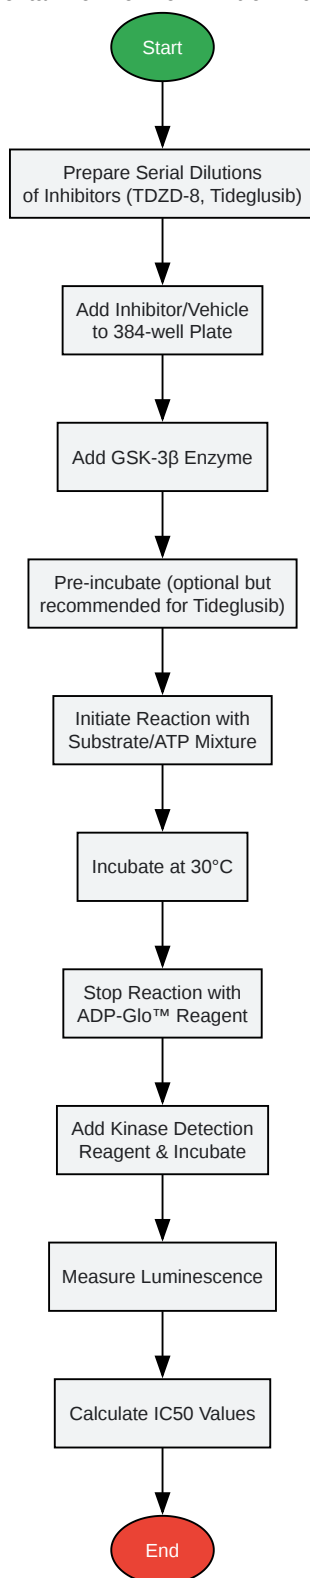 Start
Prepare Serial Dilutions
of Inhibitors (TDZD-8, Tideglusib)
Add Inhibitor/Vehicle
to 384-well Plate
Add GSK-3β Enzyme
Pre-incubate (optional but
recommended for Tideglusib)
Initiate Reaction with
Substrate/ATP Mixture
Incubate at 30°C
Stop Reaction with
ADP-Glo™ Reagent
Add Kinase Detection
Reagent & Incubate
Measure Luminescence
Calculate IC50 Values
End